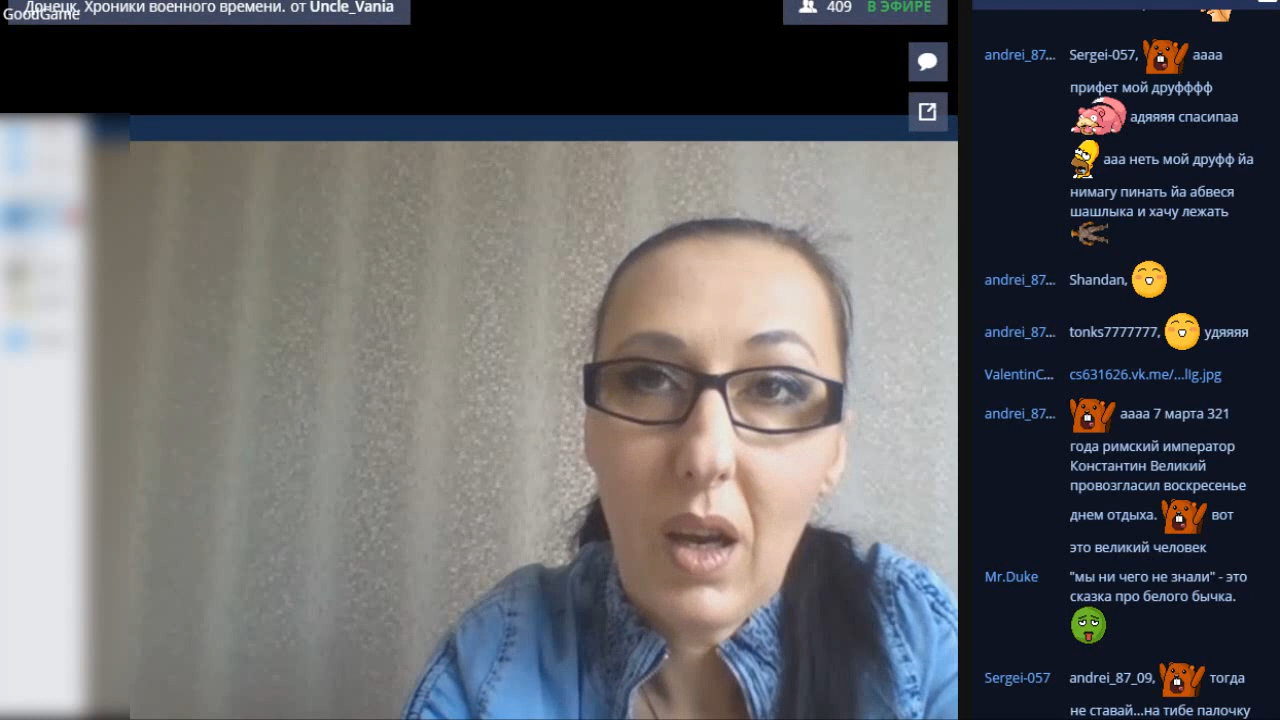 Донецк. Хроники военного времени. от Uncle_Vania
GoodGame
409 В ЭФИРЕ
andrei_87... Sergei-057, аааа
прифет мой друфффф
адяяяя спасипаа
ааа неть мой друфф йа
нимагу пинать йа абвеся
шашлыка и хачу лежать
andrei_87... Shandan,
andrei_87... tonks7777777, удяяяя
ValentinC... cs631626.vk.me/...lIg.jpg
andrei_87... аааа 7 марта 321
года римский император
Константин Великий
провозгласил воскресенье
днем отдыха. вот
это великий человек
Mr.Duke "мы ни чего не знали" - это
сказка про белого бычка.
Sergei-057 andrei_87_09, тогда
не ставай...на тибе палочку